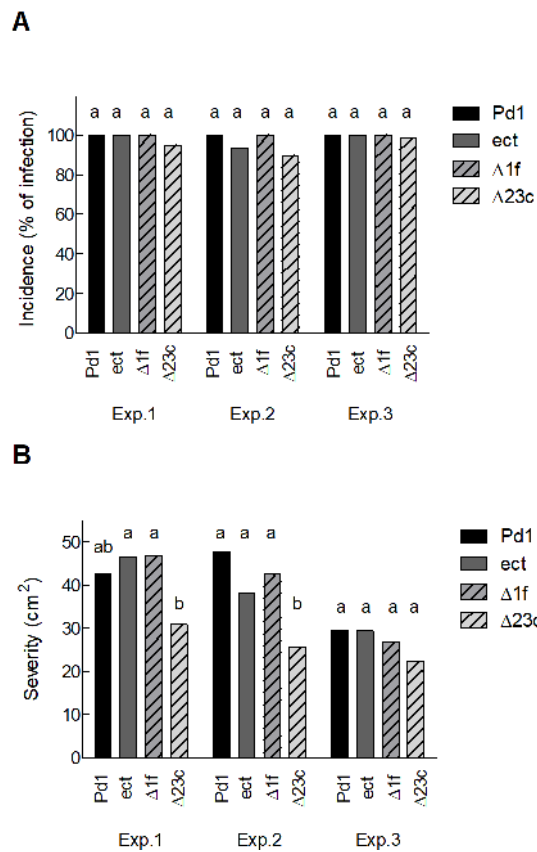 A
a a a a a a a a a a a a
Pd1
ect
Δ1f
Δ23c
Incidence (% of infection)
100
80
60
40
20
0
Pd1 ect Δ1f Δ23c Pd1 ect Δ1f Δ23c Pd1 ect Δ1f Δ23c
Exp.1 Exp.2 Exp.3
B
Pd1
ect
Δ1f
Δ23c
Severity (cm²)
50
40
30
20
10
0
ab a a b a a a b a a a a
Pd1 ect Δ1f Δ23c Pd1 ect Δ1f Δ23c Pd1 ect Δ1f Δ23c
Exp.1 Exp.2 Exp.3